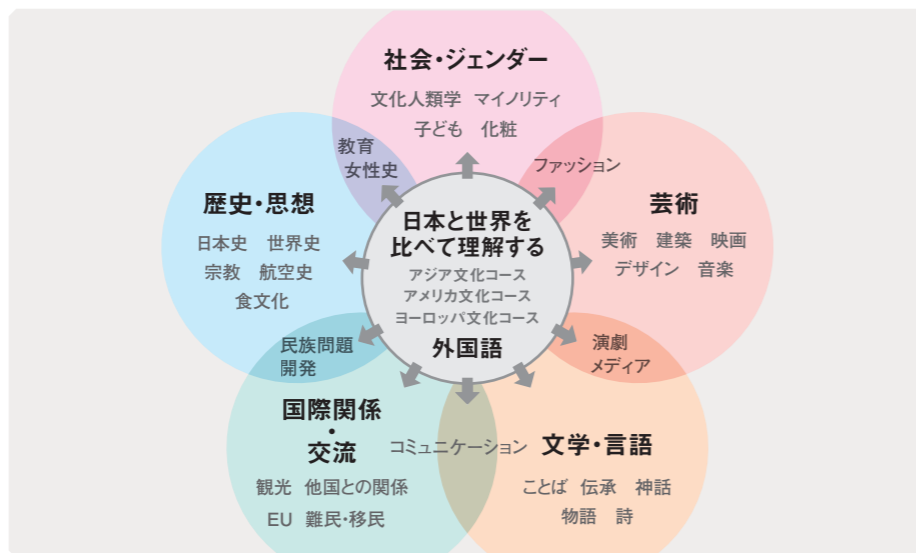 社会・ジェンダー
文化人類学　マイノリティ
子ども　化粧
教育
女性史
ファッション
歴史・思想
日本史　世界史
宗教　航空史
食文化
日本と世界を
比べて理解する
アジア文化コース
アメリカ文化コース
ヨーロッパ文化コース
外国語
芸術
美術　建築　映画
デザイン　音楽
民族問題
開発
演劇
メディア
国際関係
・
交流
観光　他国との関係
EU　難民・移民
コミュニケーション
文学・言語
ことば　伝承　神話
物語　詩